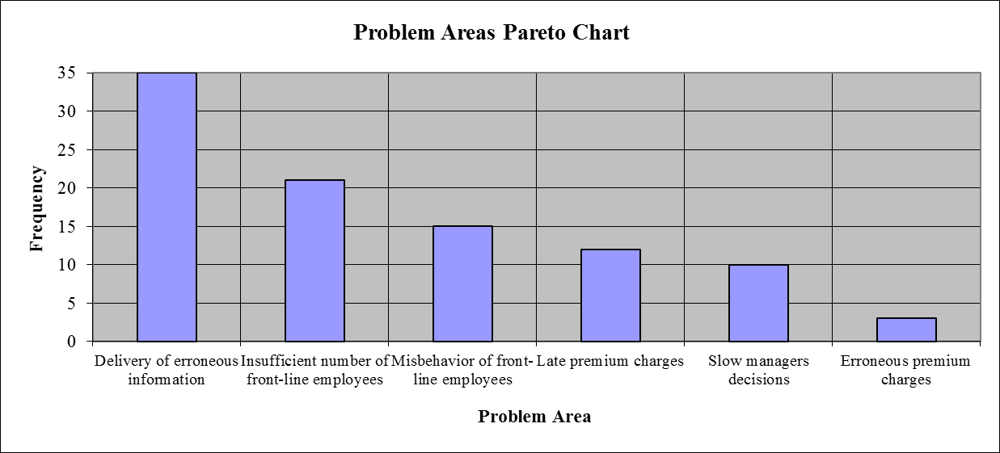 Problem Areas Pareto Chart
35
30
25
20
15
10
5
0
Frequency
Delivery of erroneous
information
Insufficient number of
front-line employees
Misbehavior of front-
line employees
Late premium charges
Slow managers
decisions
Erroneous premium
charges
Problem Area